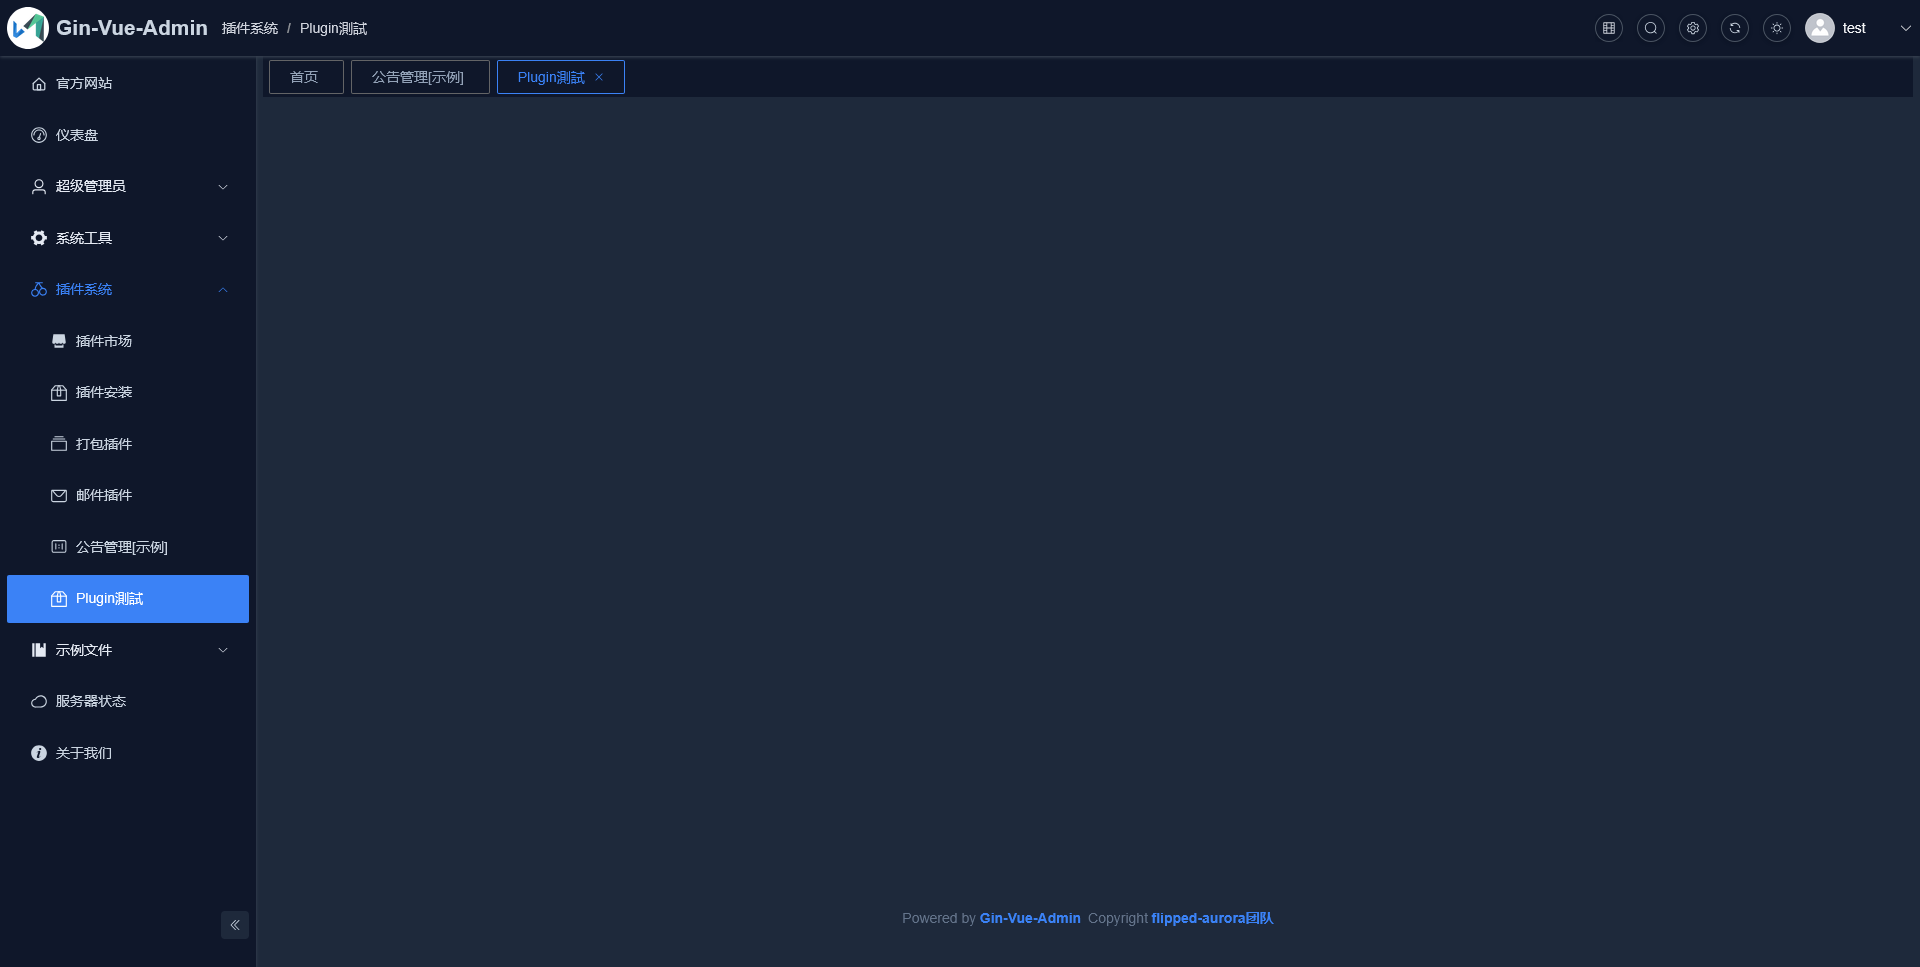 Gin-Vue-Admin 插件系统 / Plugin測試 test
首页 公告管理[示例] Plugin測試
官方网站
仪表盘
超级管理员
系统工具
插件系统
插件市场
插件安装
打包插件
邮件插件
公告管理[示例]
Plugin測試
示例文件
服务器状态
关于我们
Powered by Gin-Vue-Admin Copyright flipped-aurora团队